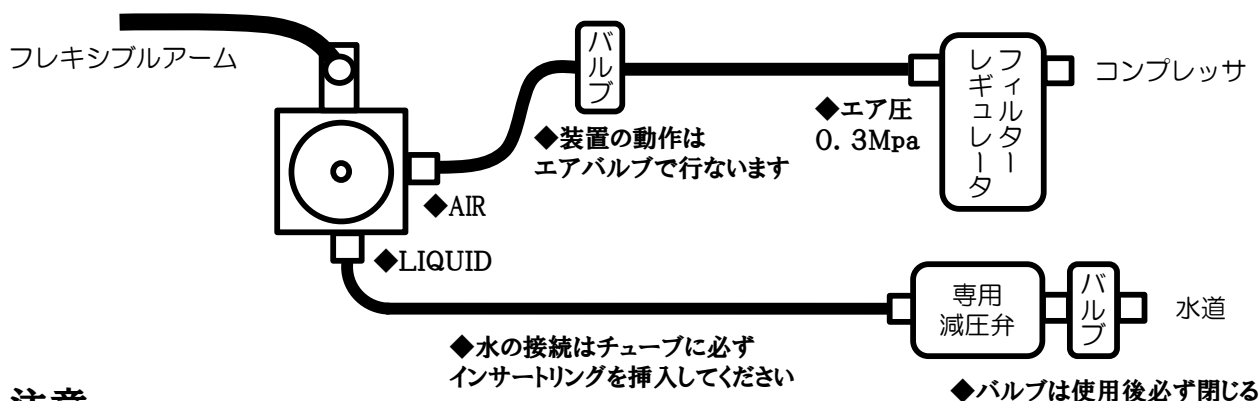 フレキシブルアーム
バルブ
フィルター
レギュレータ
コンプレッサ
◆エア圧
0. 3Mpa
◆装置の動作は
エアバルブで行ないます
◆AIR
◆LIQUID
専用
減圧弁
バルブ
水道
◆水の接続はチューブに必ず
インサートリングを挿入してください
◆バルブは使用後必ず閉じる
注意